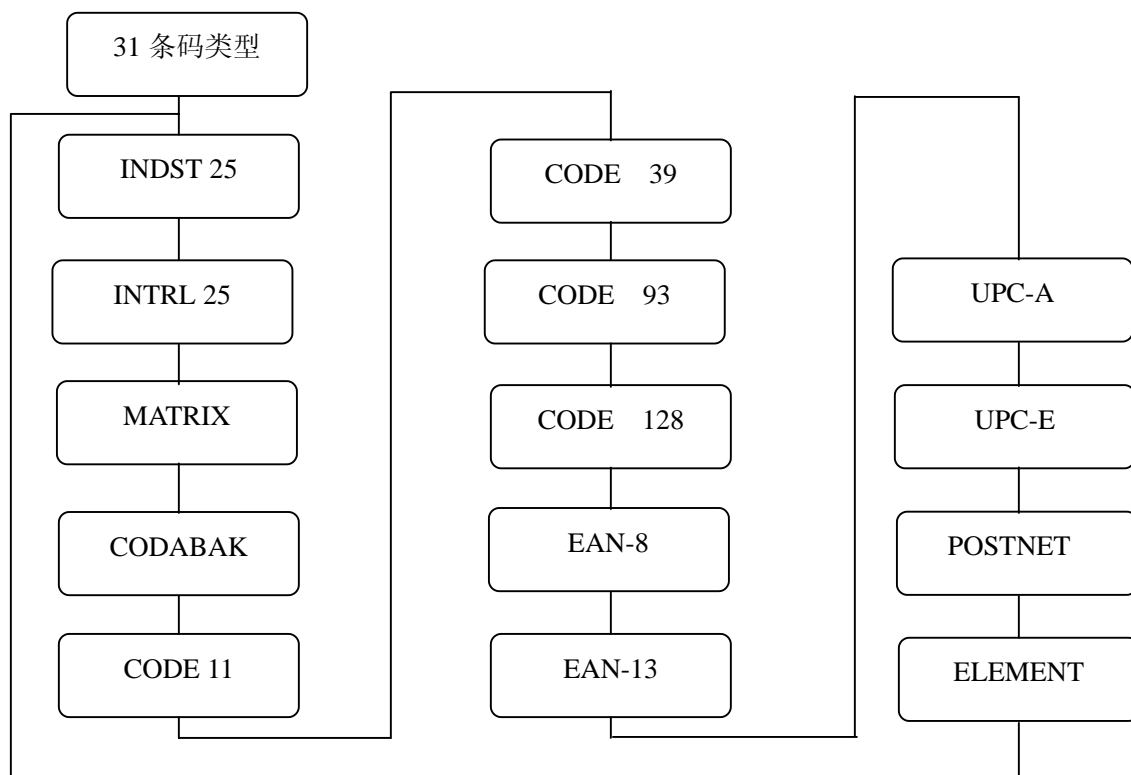 31 条码类型
INDST 25
INTRL 25
MATRIX
CODABAK
CODE 11
CODE 39
CODE 93
CODE 128
EAN-8
EAN-13
UPC-A
UPC-E
POSTNET
ELEMENT